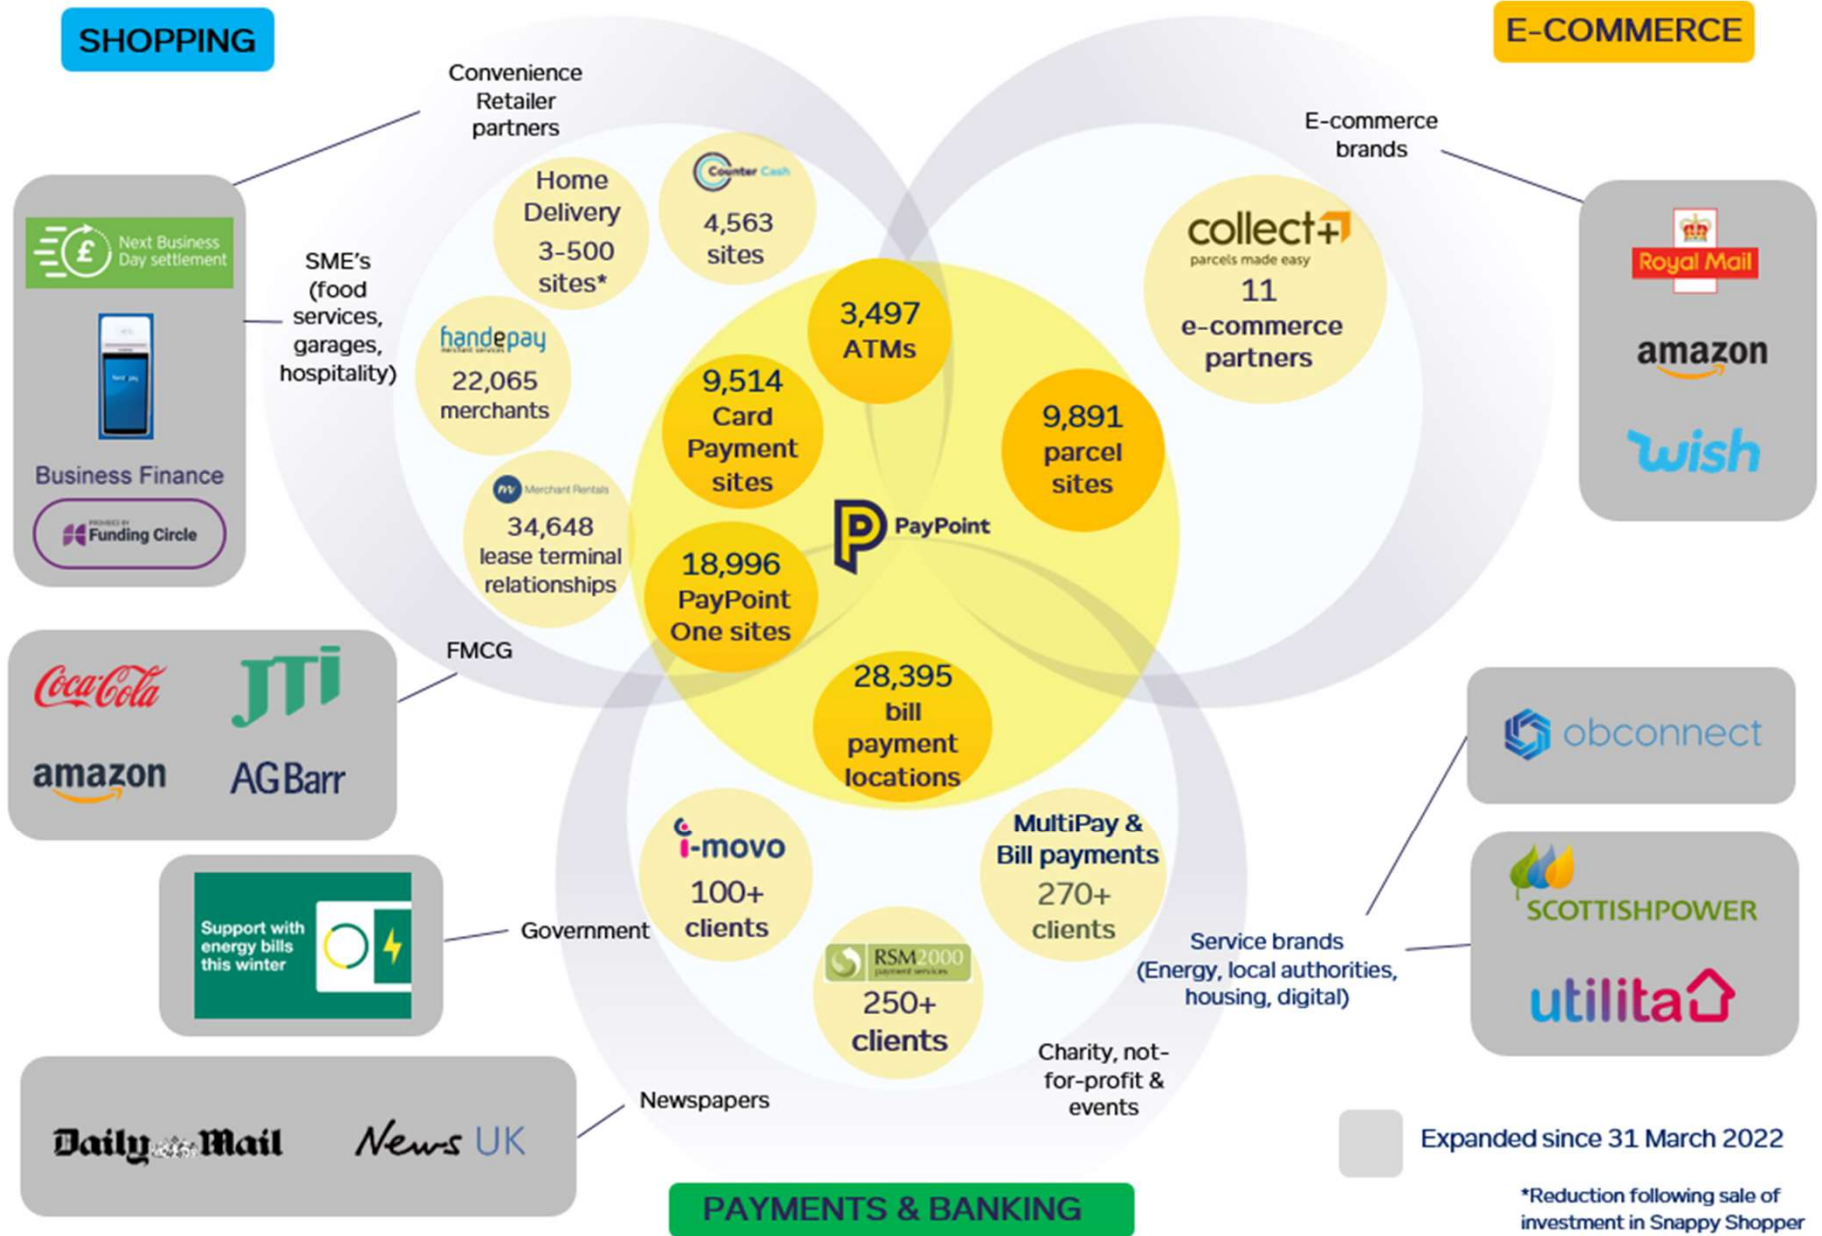 SHOPPING
E-COMMERCE
Convenience
Retailer
partners
Next Business
Day settlement
SME's
(food
services,
garages,
hospitality)
Business Finance
PROVIDED BY
Funding Circle
Home
Delivery
3-500
sites*
Counter Cash
4,563
sites
handepay
merchant services
22,065
merchants
Merchant Rentals
34,648
lease terminal
relationships
3,497
ATMs
9,514
Card
Payment
sites
18,996
PayPoint
One sites
PayPoint
9,891
parcel
sites
28,395
bill
payment
locations
collect+
parcels made easy
11
e-commerce
partners
E-commerce
brands
Royal Mail
amazon
wish
FMCG
Coca-Cola
JTi
amazon
AG Barr
Support with
energy bills
this winter
Government
i-movo
100+
clients
RSM2000
payment services
250+
clients
MultiPay &
Bill payments
270+
clients
obconnect
SCOTTISHPOWER
utilita
Service brands
(Energy, local authorities,
housing, digital)
Charity, not-
for-profit &
events
Newspapers
Daily Mail
News UK
PAYMENTS & BANKING
Expanded since 31 March 2022
*Reduction following sale of
investment in Snappy Shopper